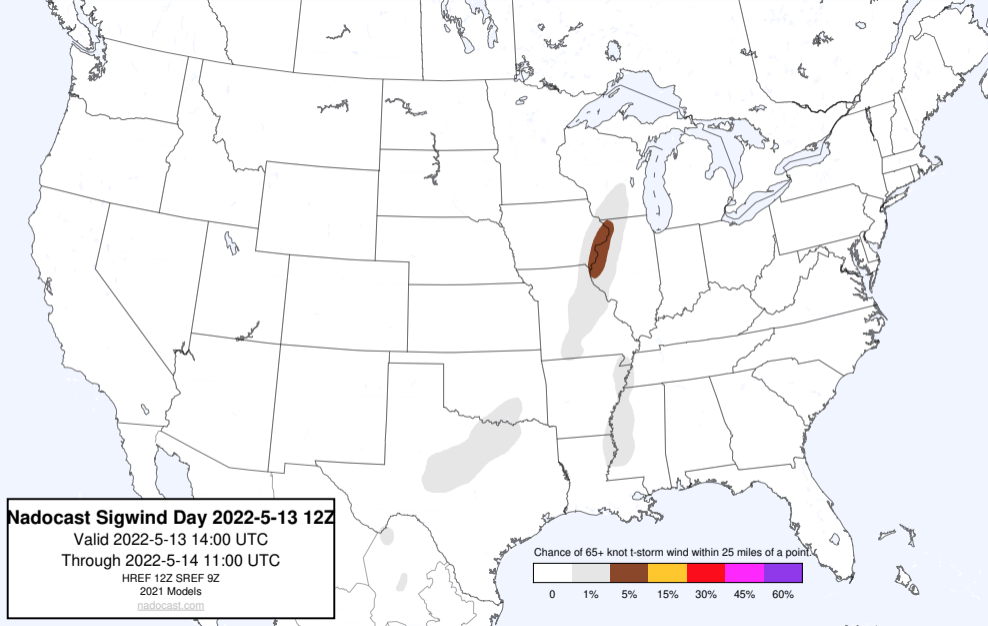 Nadocast Sigwind Day 2022-5-13 12Z
Valid 2022-5-13 14:00 UTC
Through 2022-5-14 11:00 UTC
HREF 12Z SREF 9Z
2021 Models
nadocast.com
Chance of 65+ knot t-storm wind within 25 miles of a point.
0 1% 5% 15% 30% 45% 60%